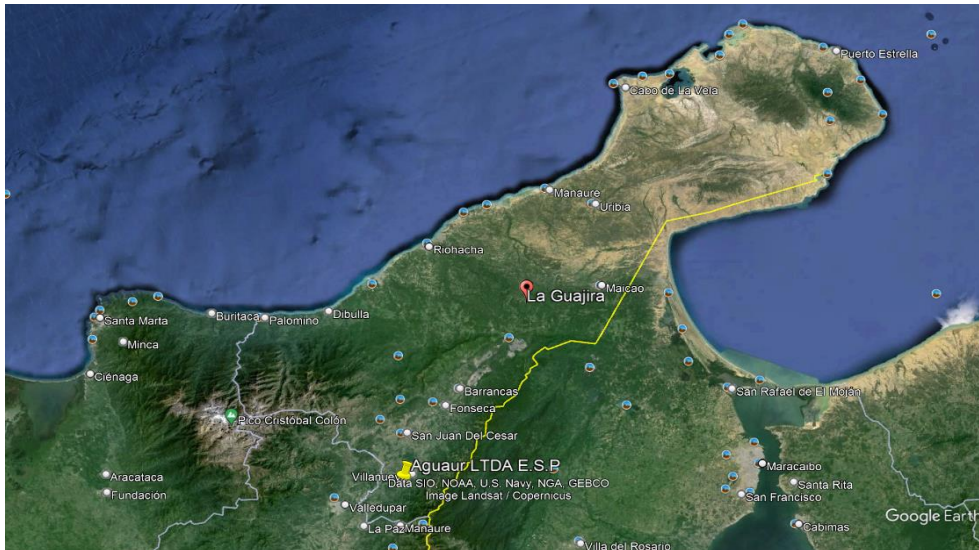 Puerto Estrella
Cabo de La Vela
Manaure
Uribia
Riohacha
La Guajira
Maicao
Santa Marta
Buritaca
Palomino
Dibulla
Minca
Ciénaga
Barrancas
San Rafael de El Moján
Fonseca
Pico Cristóbal Colón
San Juan Del Cesar
Aguaur LTDA E.S.P
Villanue
Maracaibo
Aracataca
Data SIO, NOAA, U.S. Navy, NGA, GEBCO
Santa Rita
Fundación
Image Landsat / Copernicus
San Francisco
Valledupar
Google Earth
La Paz
Manaure
Cabimas
Villa del Rosario